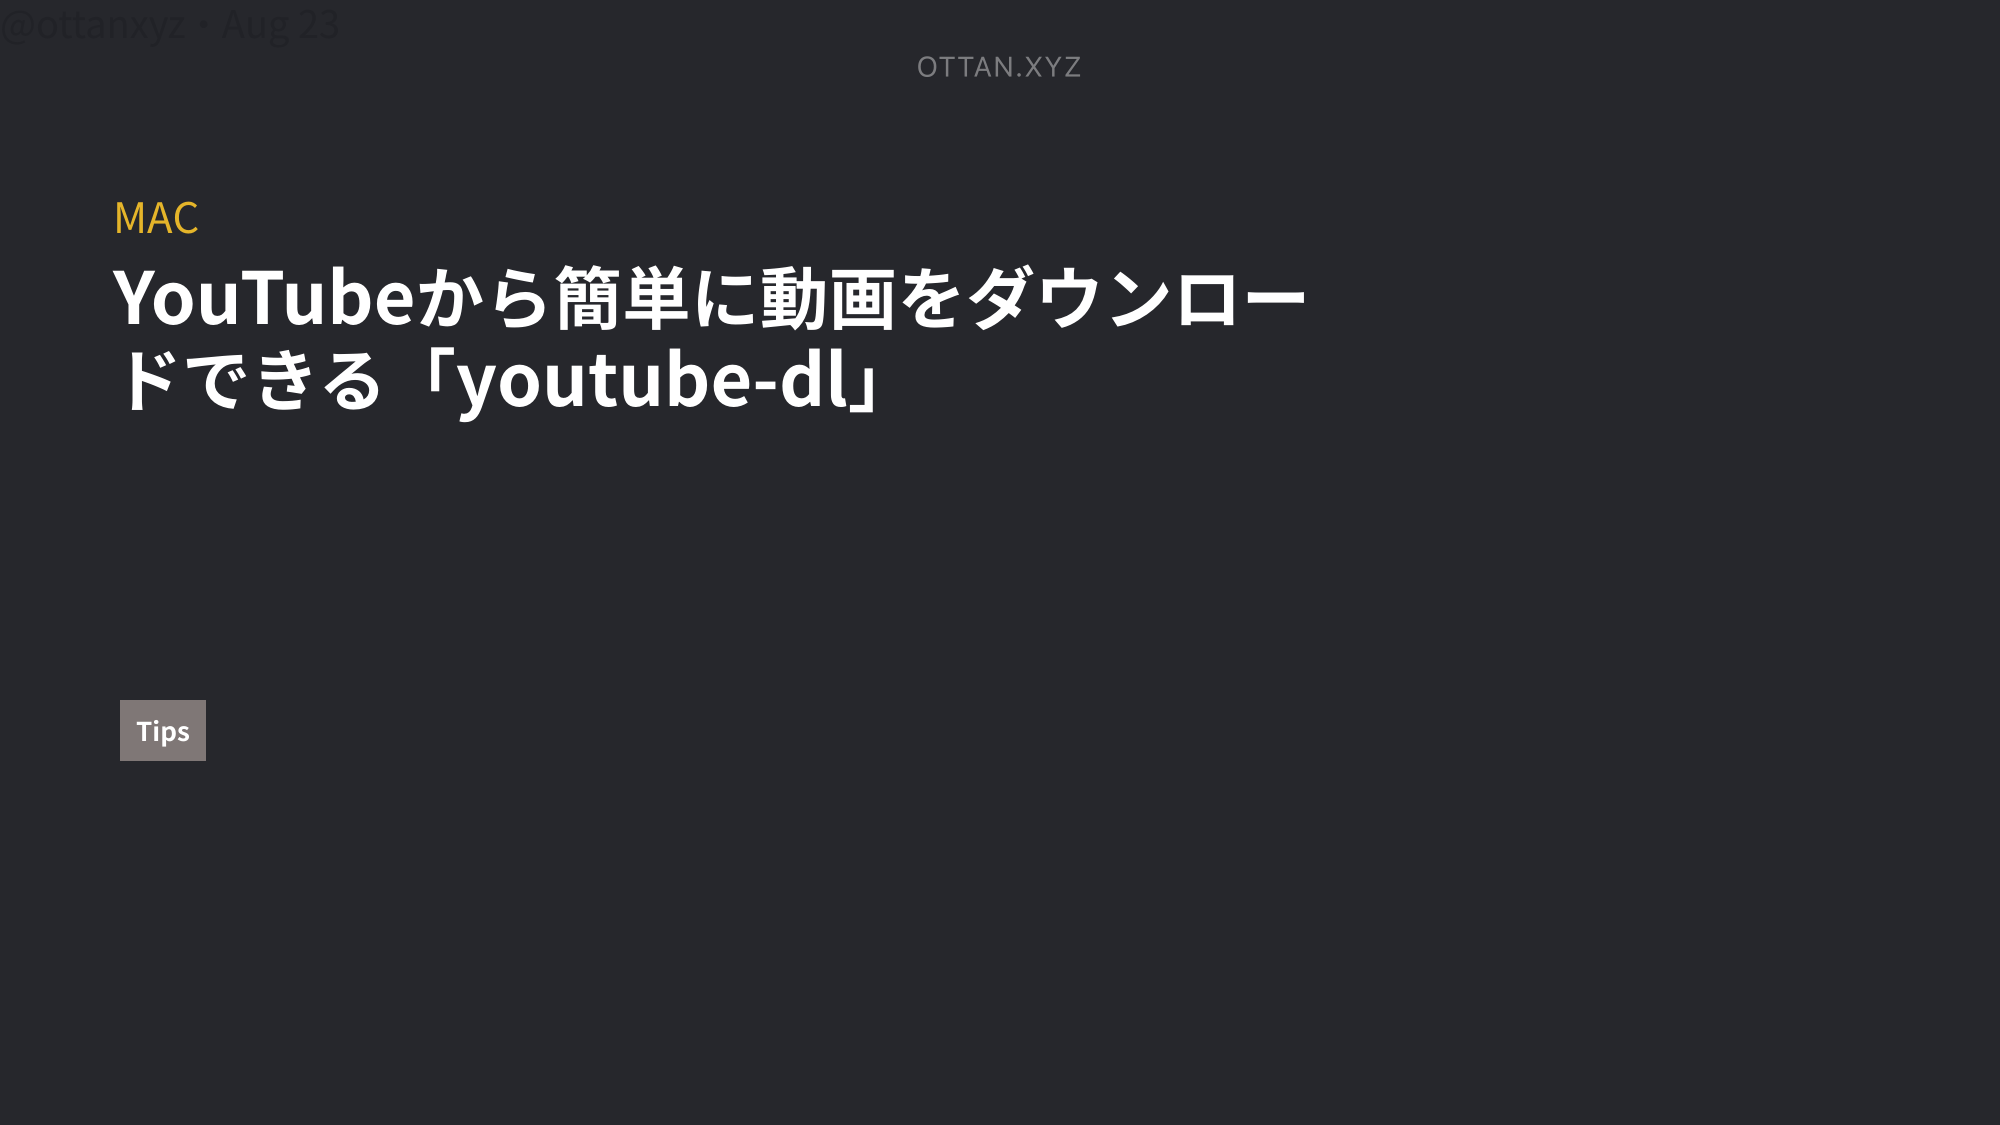 @ottanxyz・Aug 23
OTTAN.XYZ
MAC
YouTubeから簡単に動画をダウンロー
ドできる「youtube-dl」
Tips